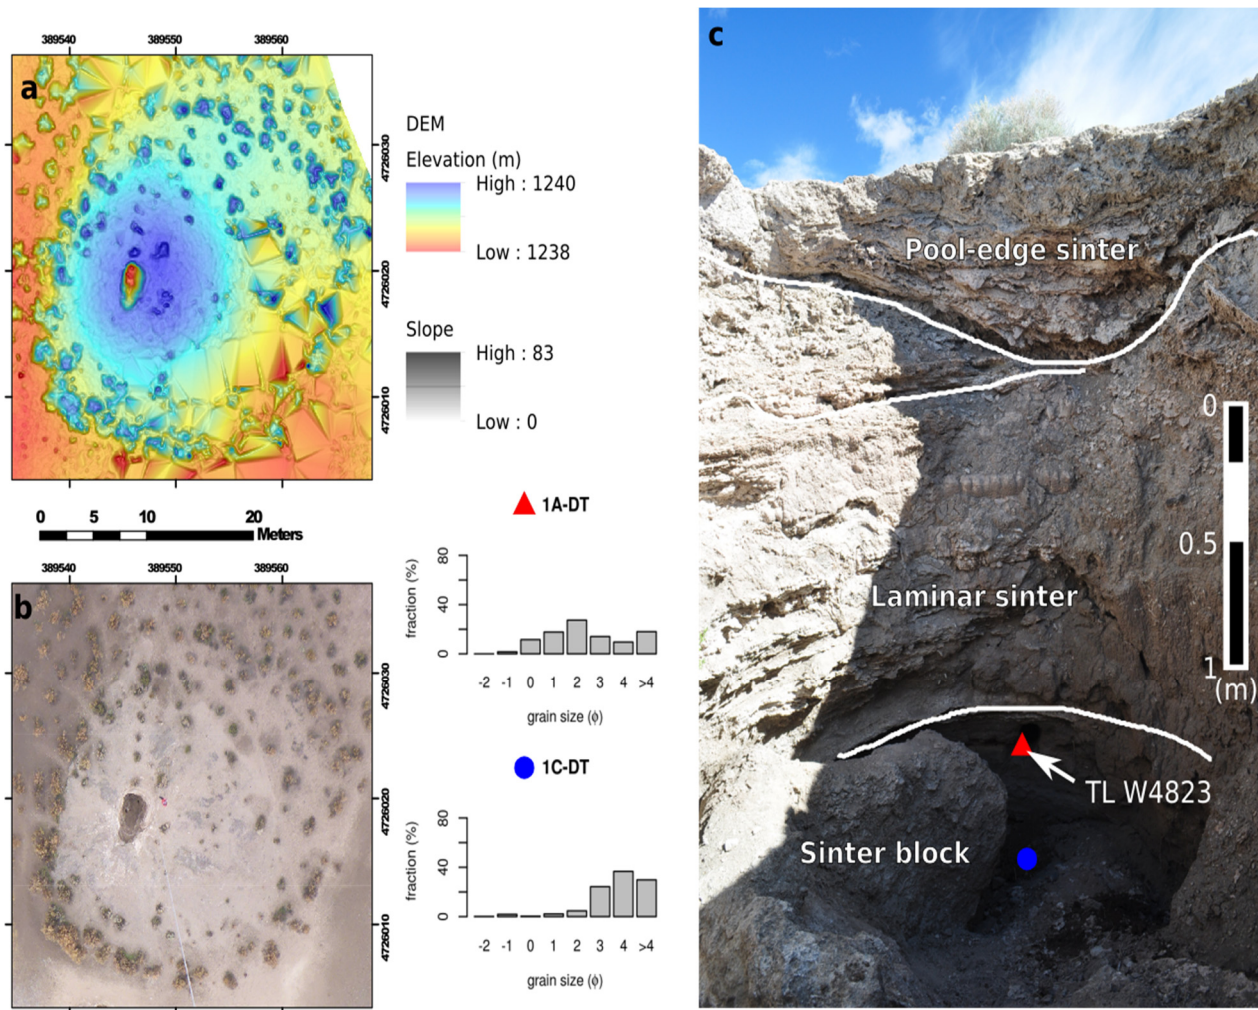 389540 389550 389560
a
4726030
4726020
4726010
DEM
Elevation (m)
High : 1240
Low : 1238
Slope
High : 83
Low : 0
0 5 10 20
Meters
389540 389550 389560
b
4726030
4726020
4726010
1A-DT
fraction (%)
80
40
0
-2 -1 0 1 2 3 4 >4
grain size (ϕ)
1C-DT
fraction (%)
80
40
0
-2 -1 0 1 2 3 4 >4
grain size (ϕ)
c
Pool-edge sinter
0
0.5
Laminar sinter
1
(m)
TL W4823
Sinter block